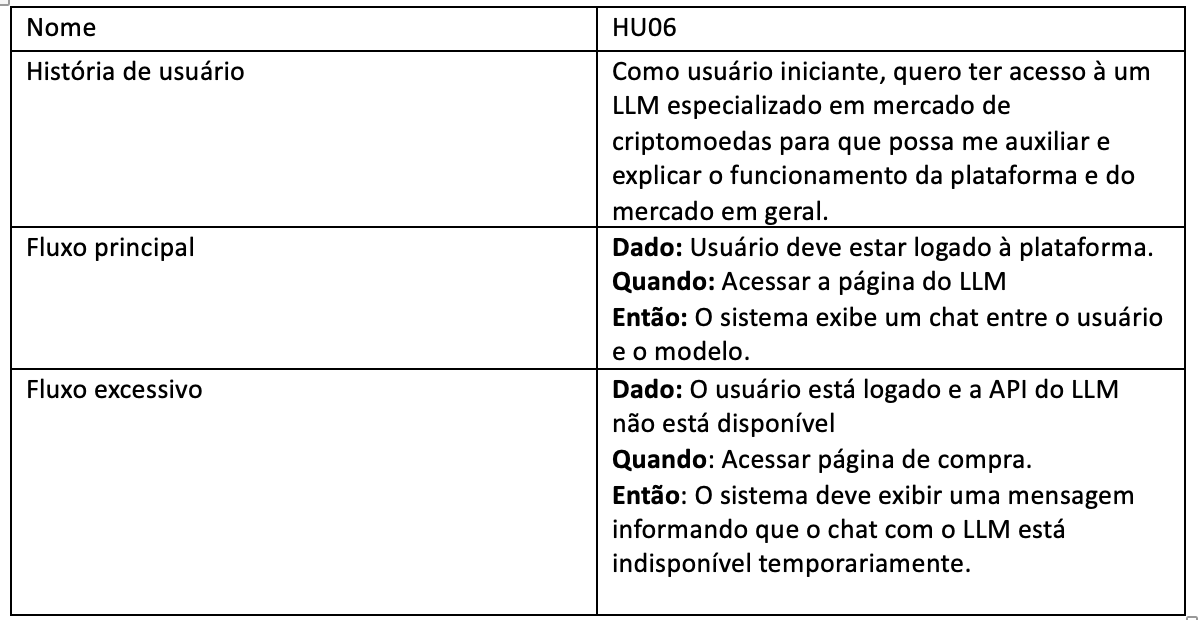 Nome
HU06
História de usuário
Como usuário iniciante, quero ter acesso à um
LLM especializado em mercado de
criptomoedas para que possa me auxiliar e
explicar o funcionamento da plataforma e do
mercado em geral.
Fluxo principal
Dado: Usuário deve estar logado à plataforma.
Quando: Acessar a página do LLM
Então: O sistema exibe um chat entre o usuário
e o modelo.
Fluxo excessivo
Dado: O usuário está logado e a API do LLM
não está disponível
Quando: Acessar página de compra.
Então: O sistema deve exibir uma mensagem
informando que o chat com o LLM está
indisponível temporariamente.